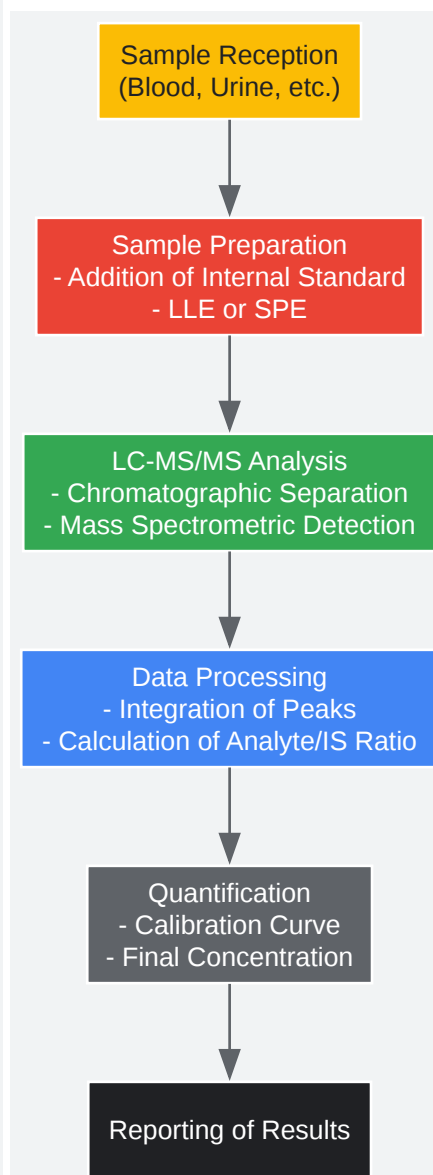 Sample Reception
(Blood, Urine, etc.)
Sample Preparation
- Addition of Internal Standard
- LLE or SPE
LC-MS/MS Analysis
- Chromatographic Separation
- Mass Spectrometric Detection
Data Processing
- Integration of Peaks
- Calculation of Analyte/IS Ratio
Quantification
- Calibration Curve
- Final Concentration
Reporting of Results